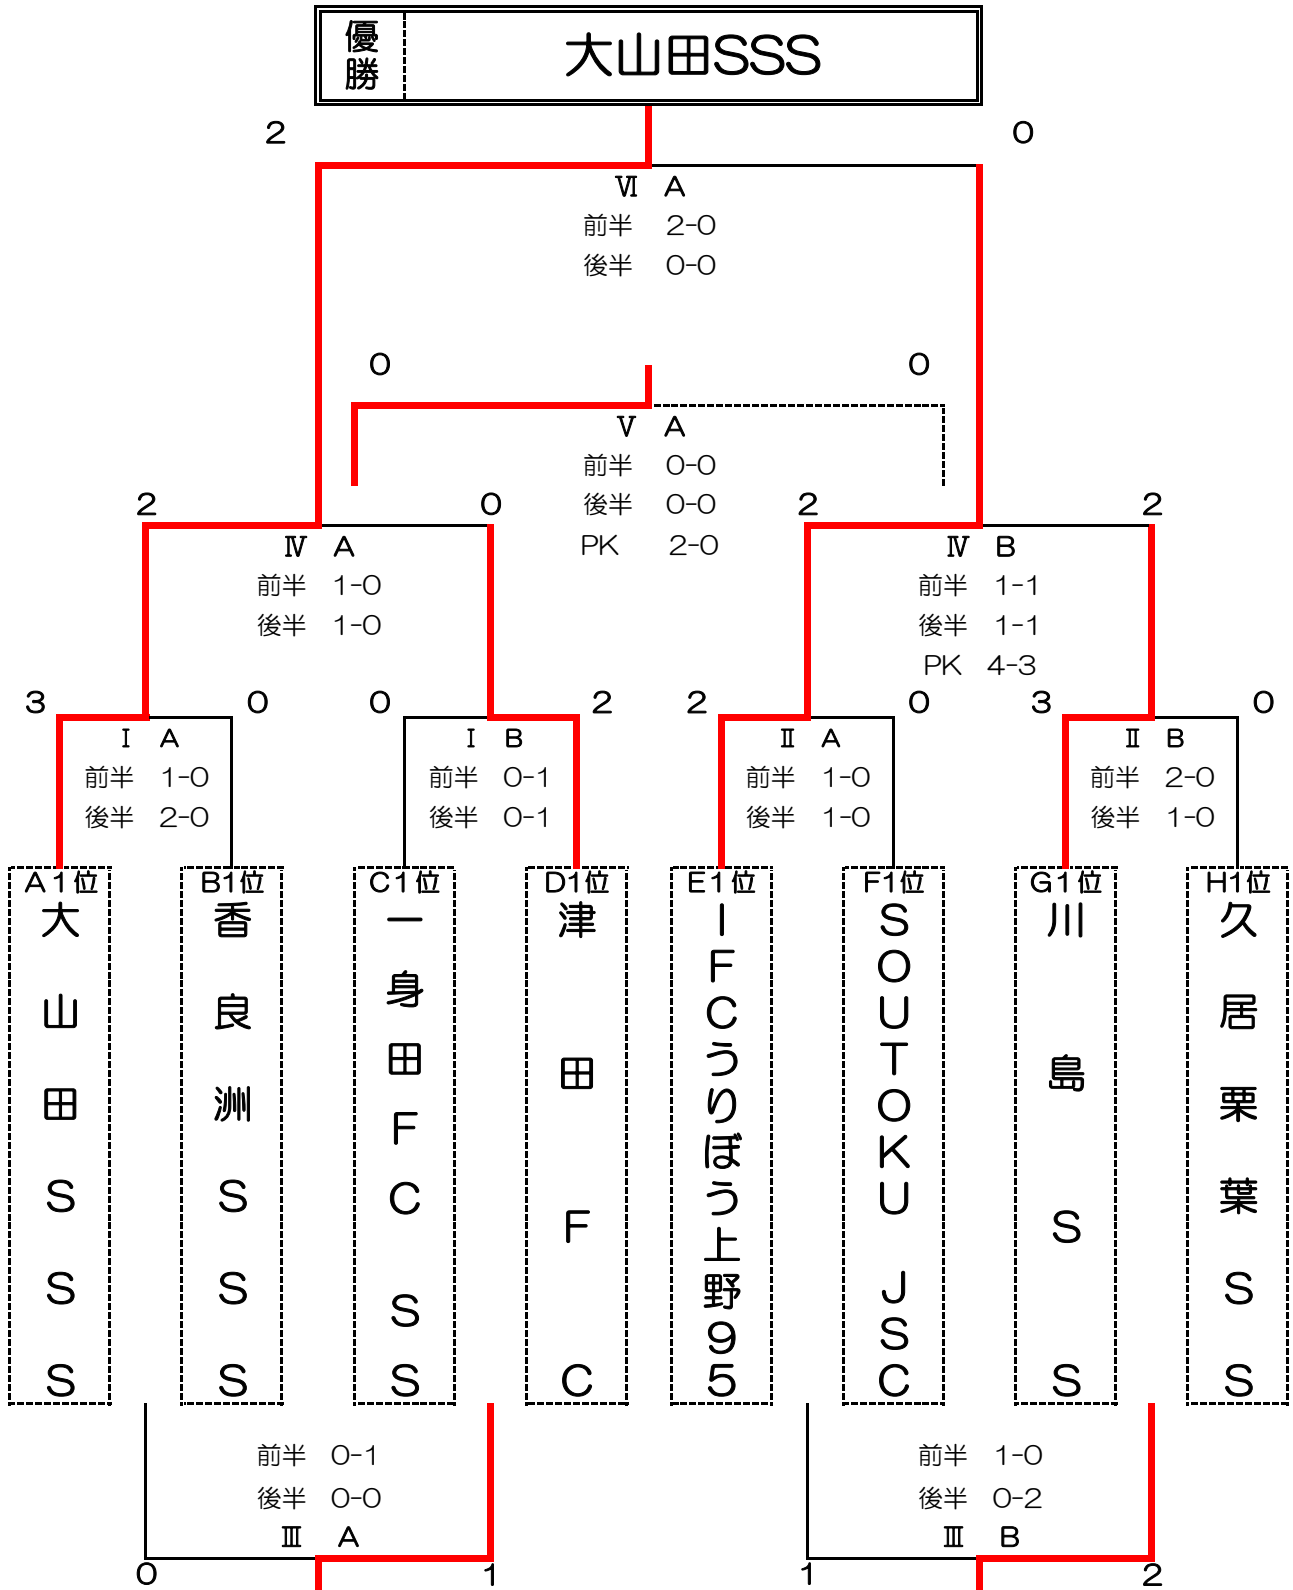 優勝 大山田SSS
2 0
Ⅵ A
前半 2-0
後半 0-0
0 0
Ⅴ A
前半 0-0
後半 0-0
PK 2-0
2 0 2 2
Ⅳ A Ⅳ B
前半 1-0 前半 1-1
後半 1-0 後半 1-1
PK 4-3
3 0 0 2 2 0 3 0
Ⅰ A Ⅰ B Ⅱ A Ⅱ B
前半 1-0 前半 0-1 前半 1-0 前半 2-0
後半 2-0 後半 0-1 後半 1-0 後半 1-0
A1位 B1位 C1位 D1位 E1位 F1位 G1位 H1位
大山田SSS
香良洲SSS
一身田FC SS
津田FC
IFCうりぼう上野95
SOUTOKU JSC
川島SS
久居栗葉SS
前半 0-1 前半 1-0
後半 0-0 後半 0-2
Ⅲ A Ⅲ B
0 1 1 2